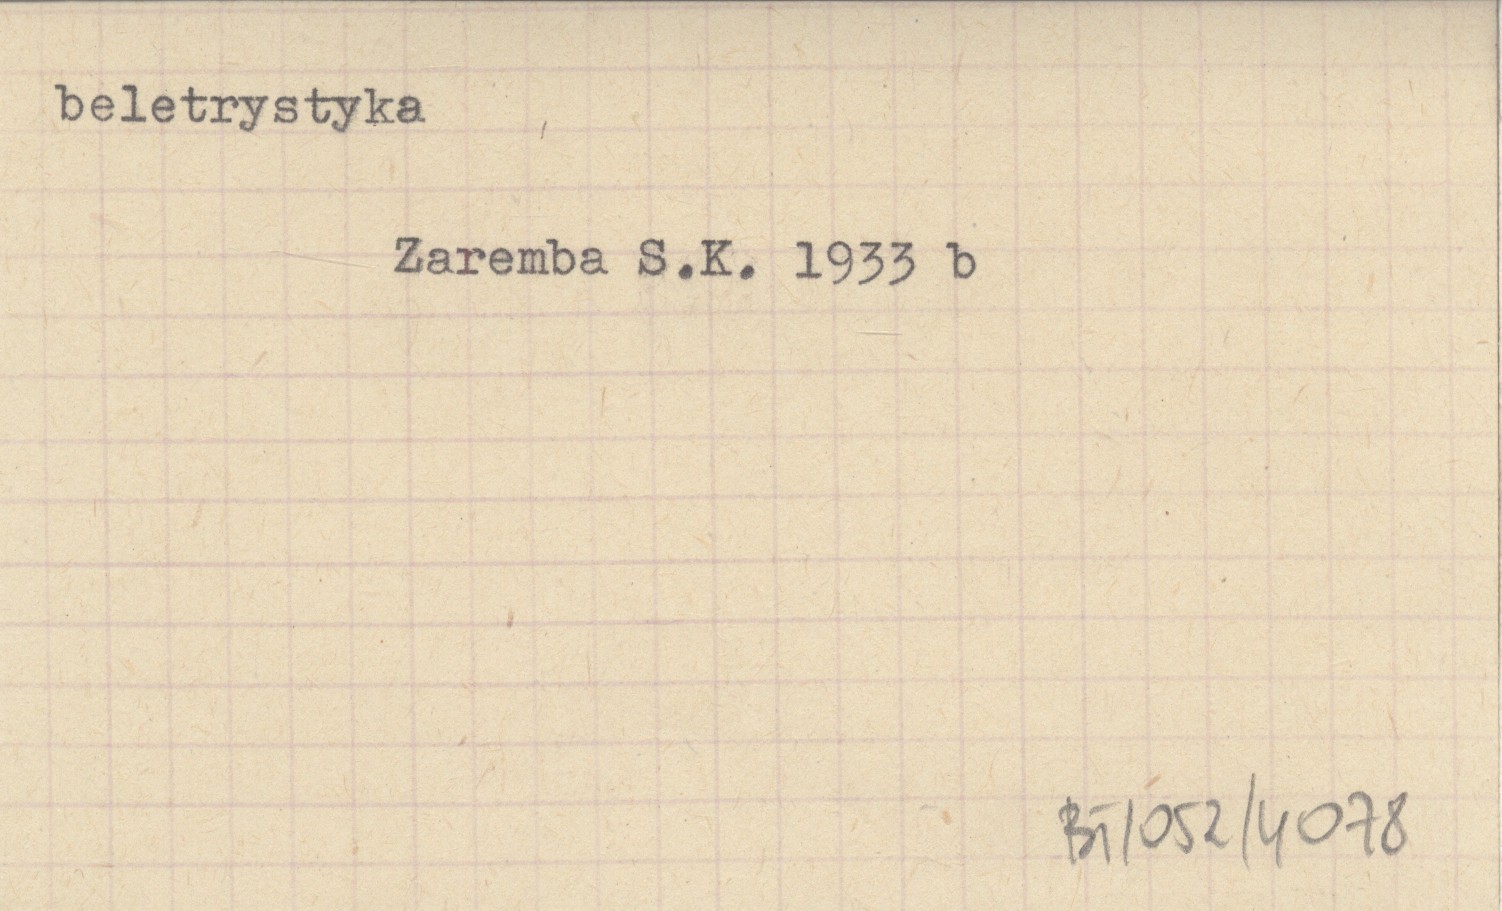 beletrystyka
Zaremba S.K. 1933 b
BI/052/4078